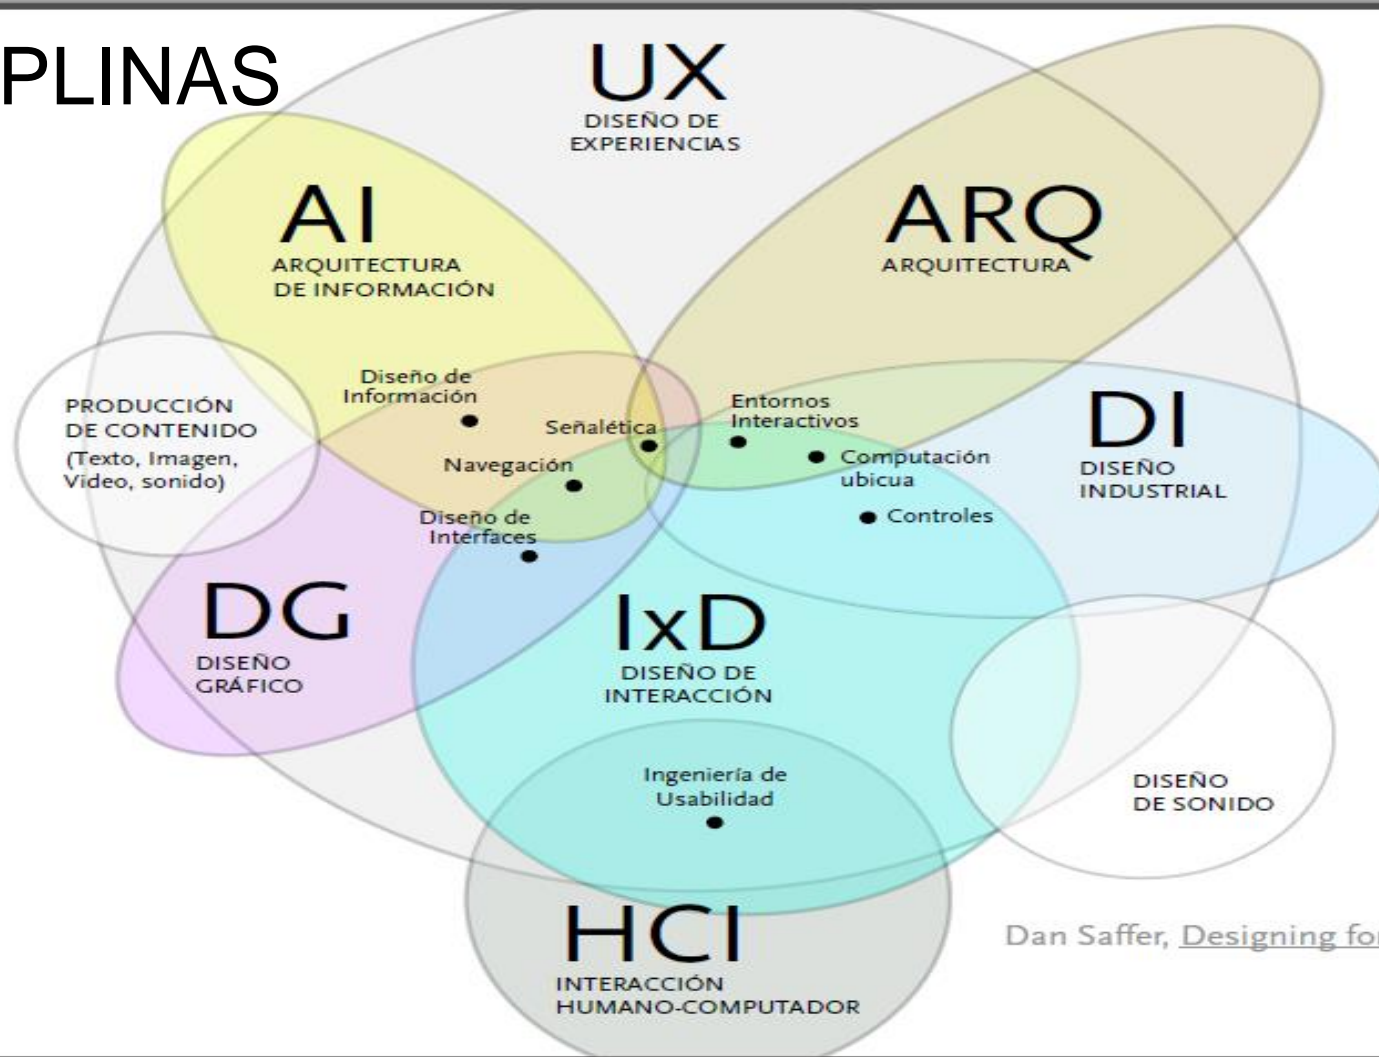 PLINAS
UX
DISEÑO DE
EXPERIENCIAS
AI
ARQUITECTURA
DE INFORMACIÓN
ARQ
ARQUITECTURA
PRODUCCIÓN
DE CONTENIDO
(Texto, Imagen,
Video, sonido)
Diseño de
Información
Señalética
Navegación
Diseño de
Interfaces
Entornos
Interactivos
Computación
ubicua
Controles
DI
DISEÑO
INDUSTRIAL
DG
DISEÑO
GRÁFICO
IxD
DISEÑO DE
INTERACCIÓN
Ingeniería de
Usabilidad
DISEÑO
DE SONIDO
HCI
INTERACCIÓN
HUMANO-COMPUTADOR
Dan Saffer, Designing for